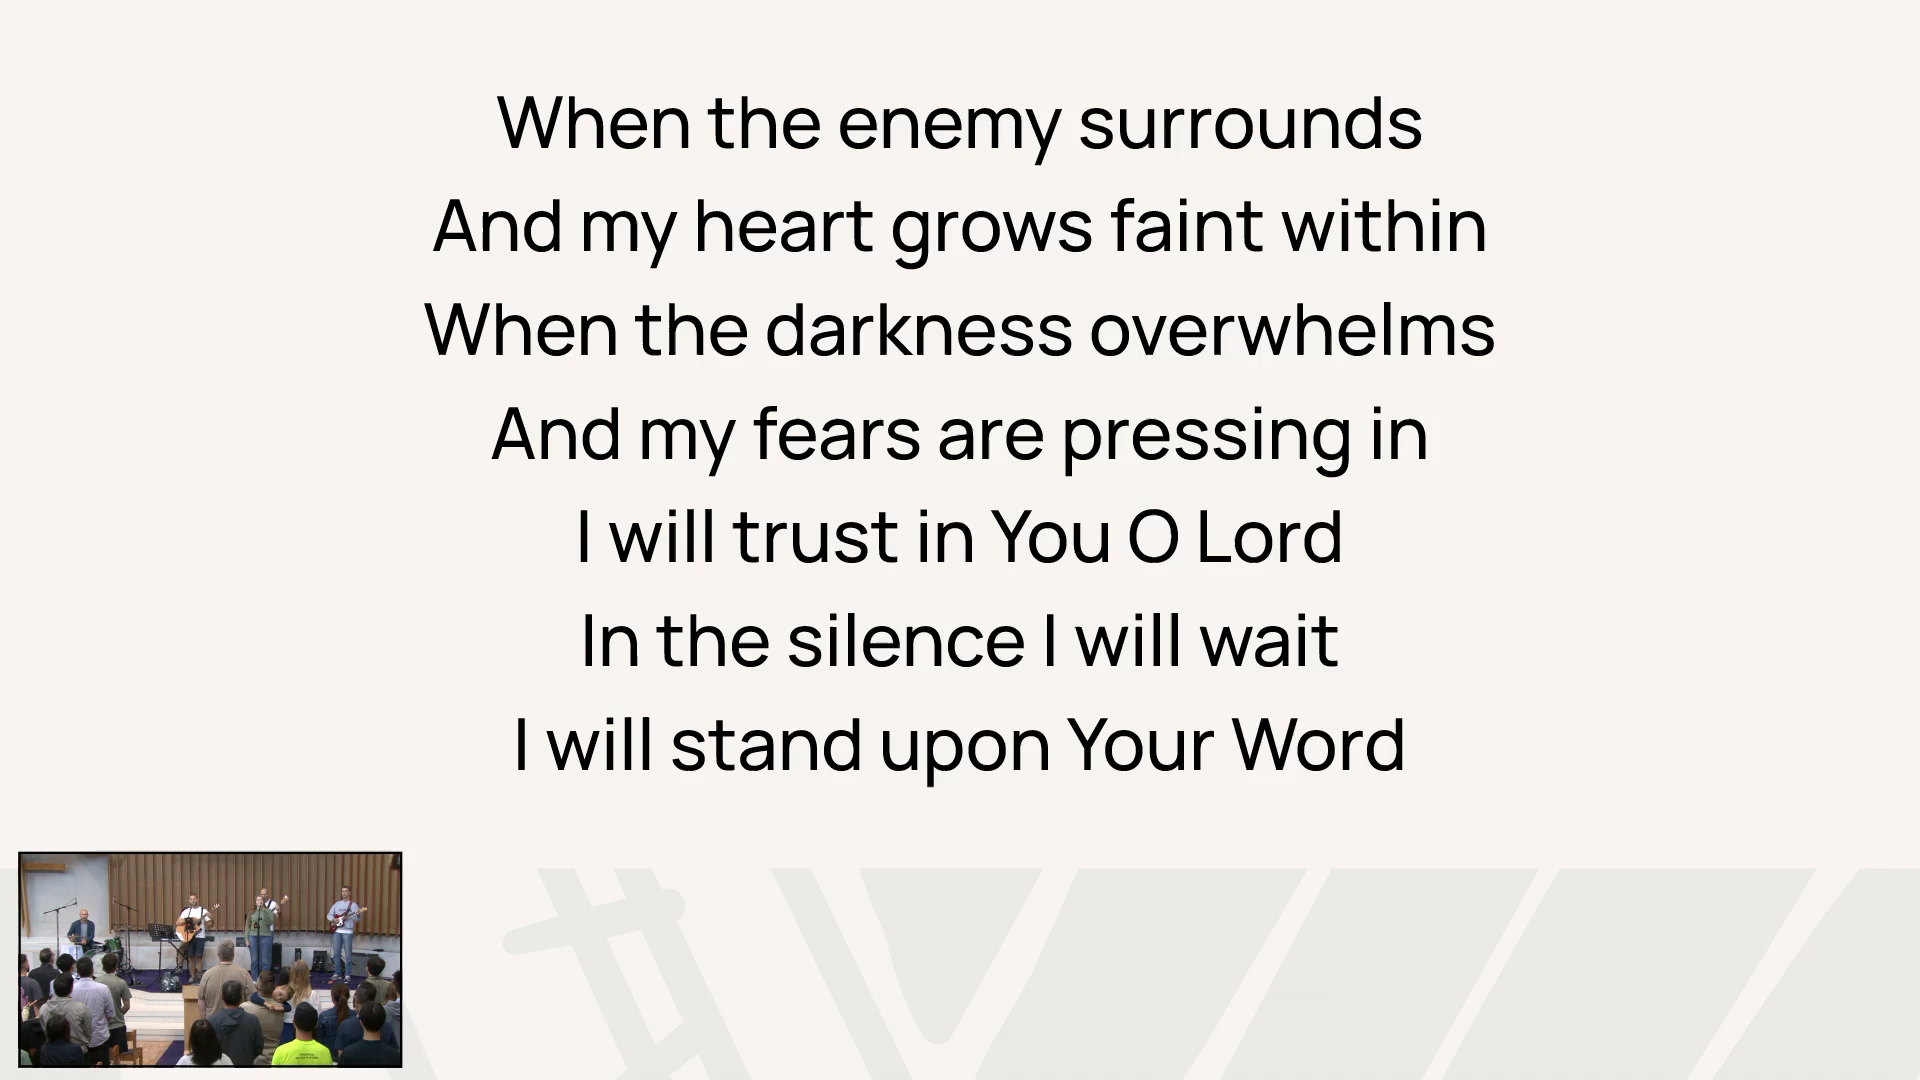 When the enemy surrounds
And my heart grows faint within
When the darkness overwhelms
And my fears are pressing in
I will trust in You O Lord
In the silence I will wait
I will stand upon Your Word